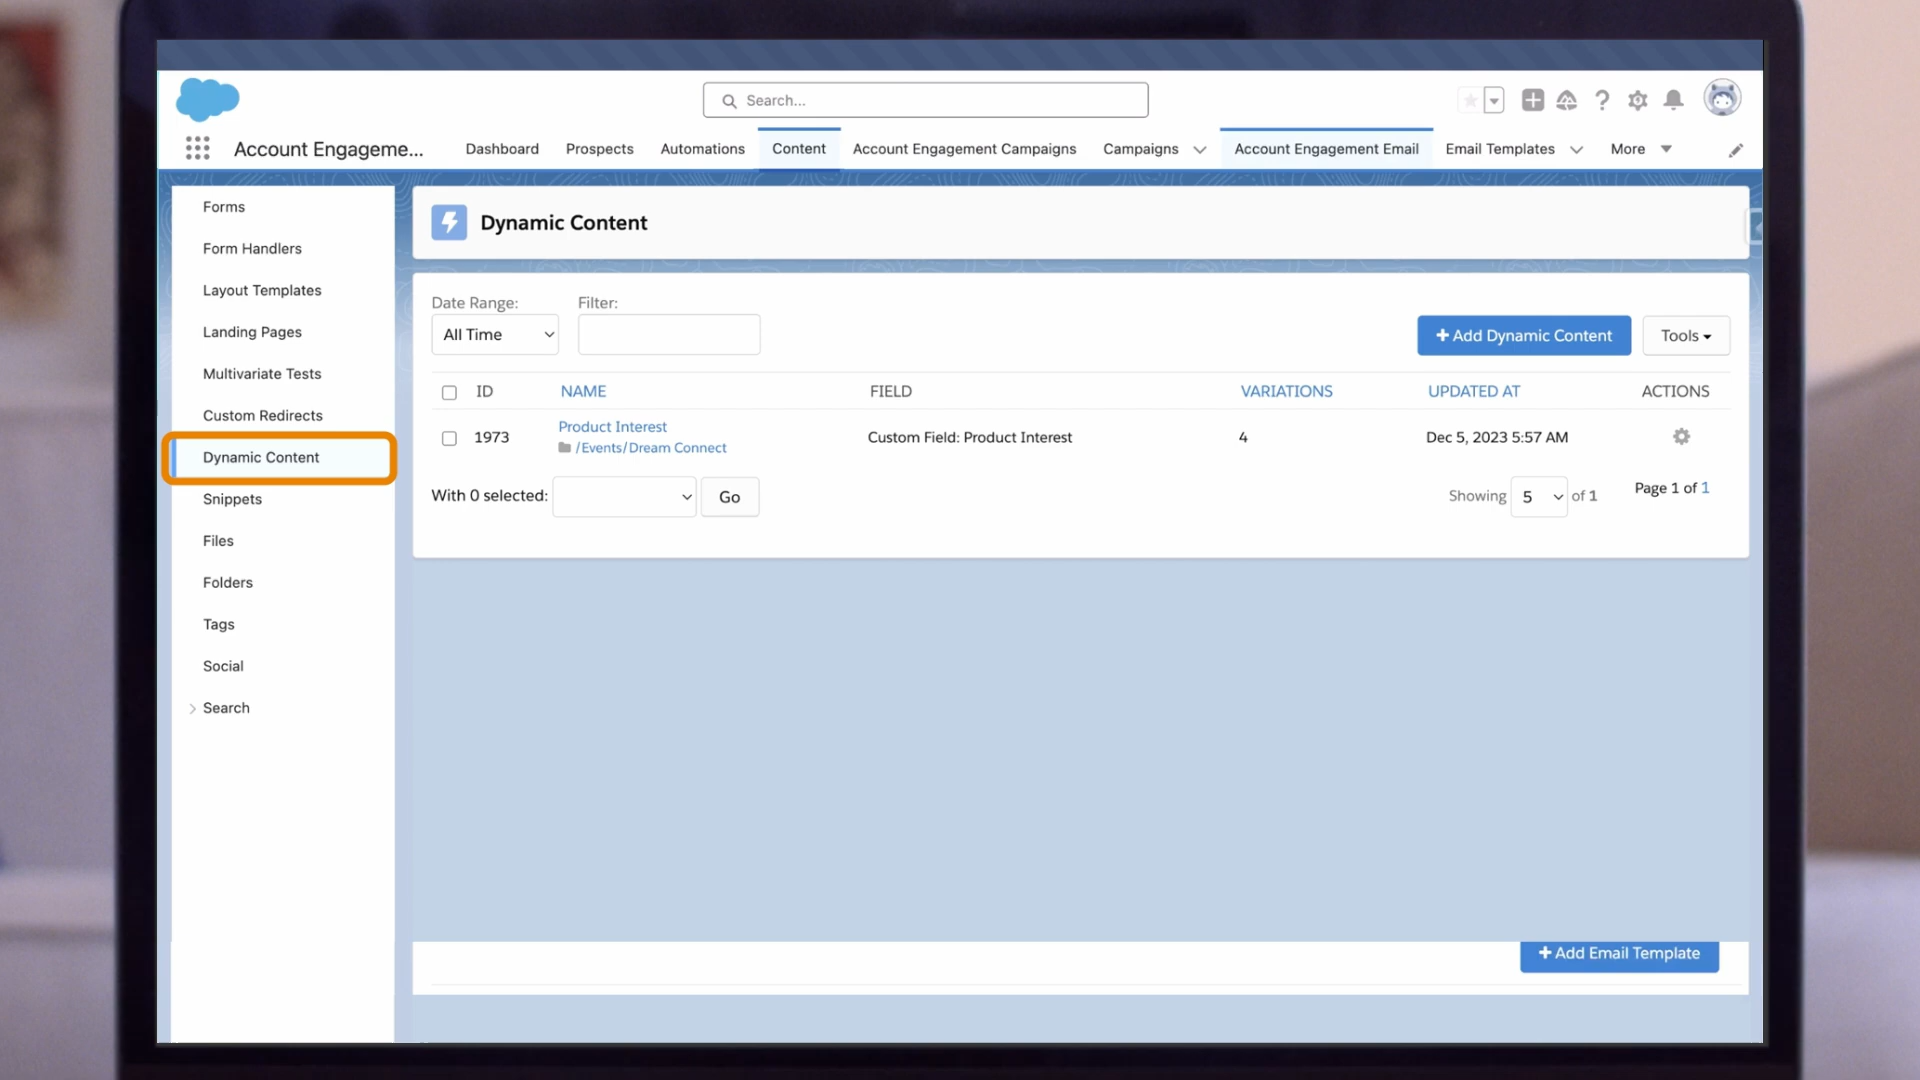 Search...
Account Engageme...
Dashboard
Prospects
Automations
Content
Account Engagement Campaigns
Campaigns
Account Engagement Email
Email Templates
More
Forms
Form Handlers
Layout Templates
Landing Pages
Multivariate Tests
Custom Redirects
Dynamic Content
Snippets
Files
Folders
Tags
Social
Search
Dynamic Content
Date Range:
Filter:
All Time
+ Add Dynamic Content
Tools
ID NAME FIELD VARIATIONS UPDATED AT ACTIONS
1973 Product Interest Custom Field: Product Interest 4 Dec 5, 2023 5:57 AM
/Events/Dream Connect
With 0 selected:
Go
Showing 5 of 1
Page 1 of 1
+ Add Email Template